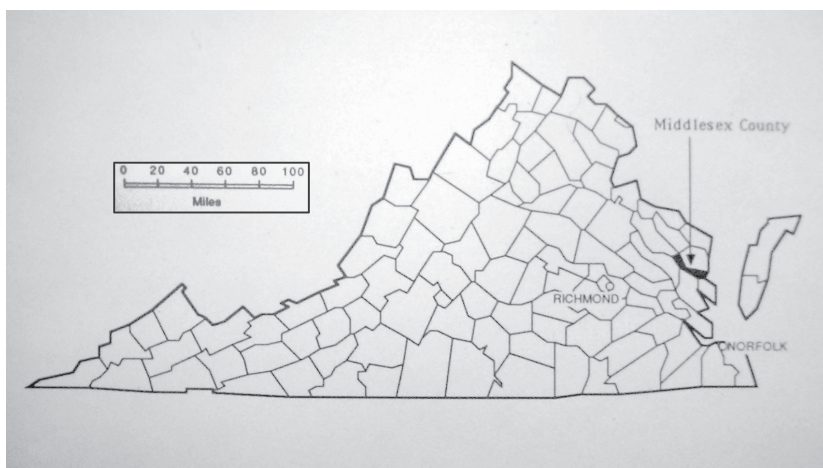 Middlesex County
0 20 40 60 80 100
Miles
RICHMOND
NORFOLK